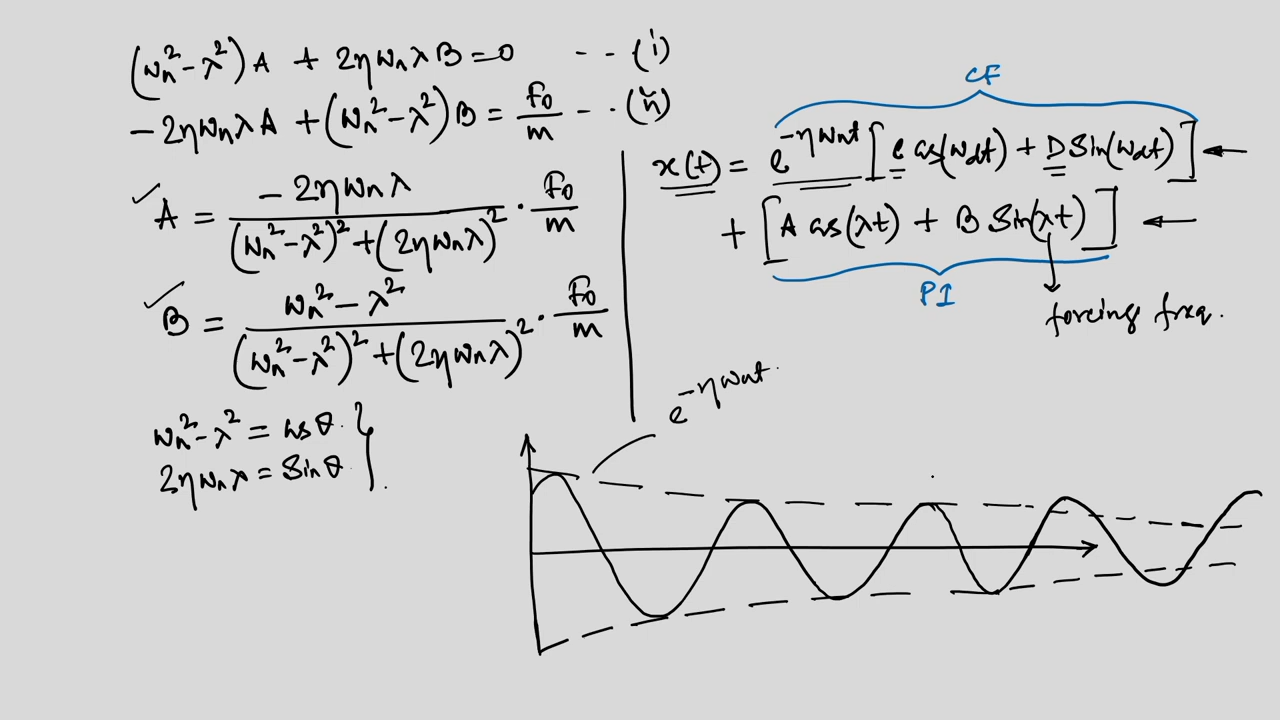 (ωn² − λ²) A + 2ηωnλB = 0 -- (i)
− 2ηωnλA + (ωn² − λ²)B = F0/m -- (ii)
A = − 2ηωnλ / ((ωn² − λ²)² + (2ηωnλ)²) · F0/m
B = ωn² − λ² / ((ωn² − λ²)² + (2ηωnλ)²) · F0/m
ωn² − λ² = cos θ
2ηωnλ = Sin θ
CF
x(t) = e^−ηωnt [C cos(ωdt) + D Sin(ωdt)]
+ [A cos(λt) + B Sin(λt)]
PI
forcing freq.
e^−ηωnt